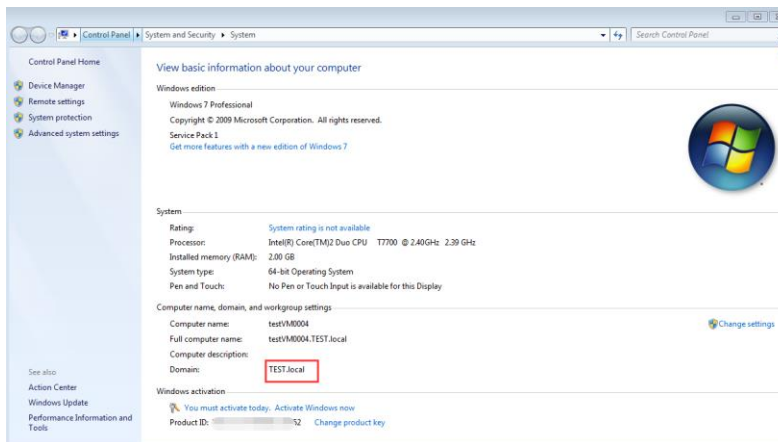 Control Panel
System and Security
System
Search Control Panel
Control Panel Home
Device Manager
Remote settings
System protection
Advanced system settings
See also
Action Center
Windows Update
Performance Information and
Tools
View basic information about your computer
Windows edition
Windows 7 Professional
Copyright © 2009 Microsoft Corporation. All rights reserved.
Service Pack 1
Get more features with a new edition of Windows 7
System
Rating: System rating is not available
Processor: Intel(R) Core(TM)2 Duo CPU T7700 @ 2.40GHz 2.39 GHz
Installed memory (RAM): 2.00 GB
System type: 64-bit Operating System
Pen and Touch: No Pen or Touch Input is available for this Display
Computer name, domain, and workgroup settings
Computer name: testVM0004
Change settings
Full computer name: testVM0004.TEST.local
Computer description:
Domain: TEST.local
Windows activation
You must activate today. Activate Windows now
Product ID: 52 Change product key